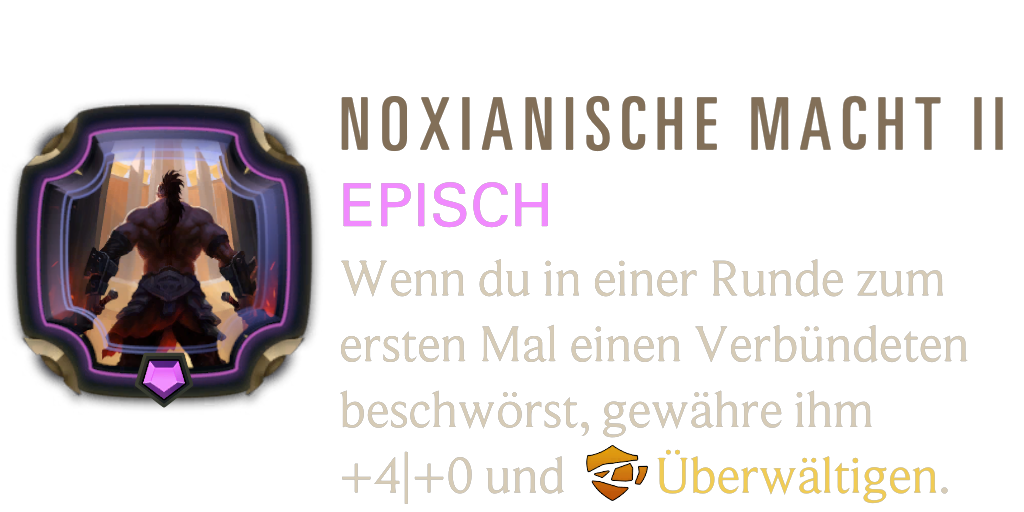 NOXIANISCHE MACHT II
EPISCH
Wenn du in einer Runde zum
ersten Mal einen Verbündeten
beschwörst, gewähre ihm
+4|+0 und Überwältigen.